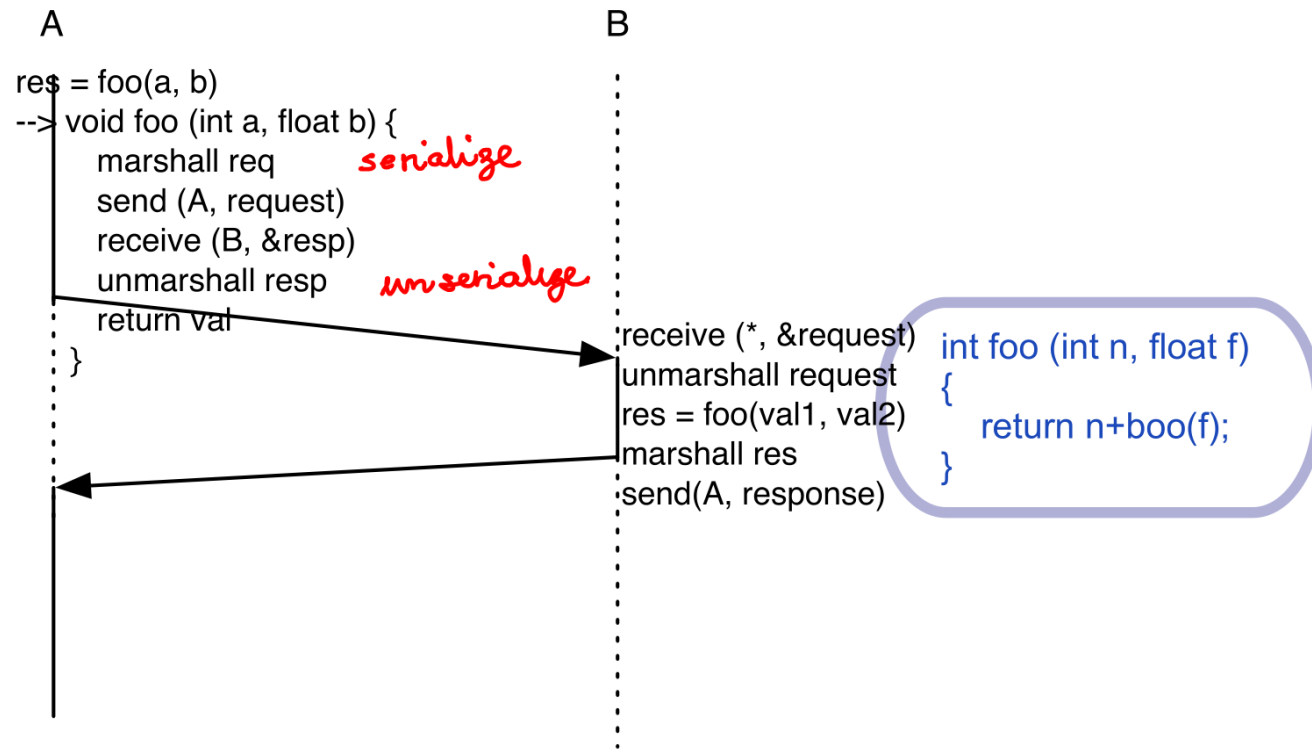 A
B
res = foo(a, b)
--> void foo (int a, float b) {
marshall req
serialize
send (A, request)
receive (B, &resp)
unmarshall resp
unserialize
return val
}
receive (*, &request)
unmarshall request
res = foo(val1, val2)
marshall res
send(A, response)
int foo (int n, float f)
{
return n+boo(f);
}